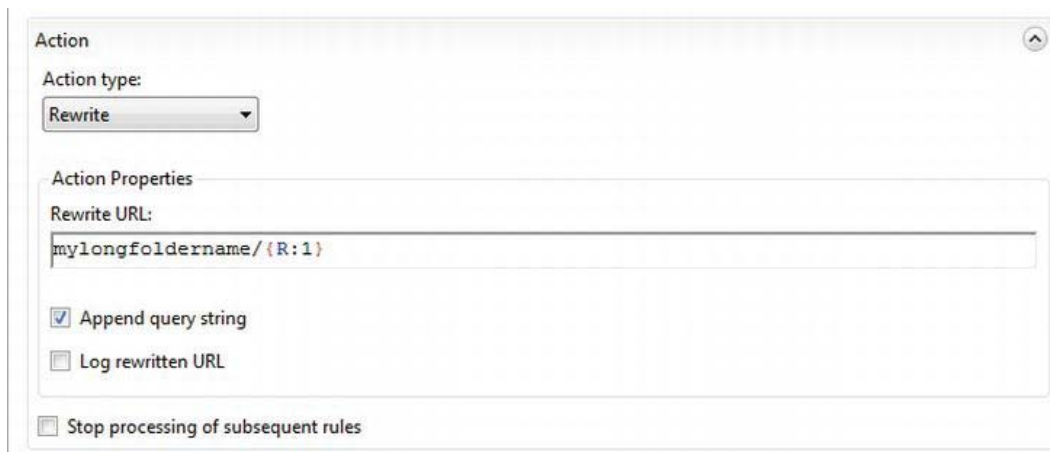 Action
Action type:
Rewrite
Action Properties
Rewrite URL:
mylongfoldername/{R:1}
Append query string
Log rewritten URL
Stop processing of subsequent rules